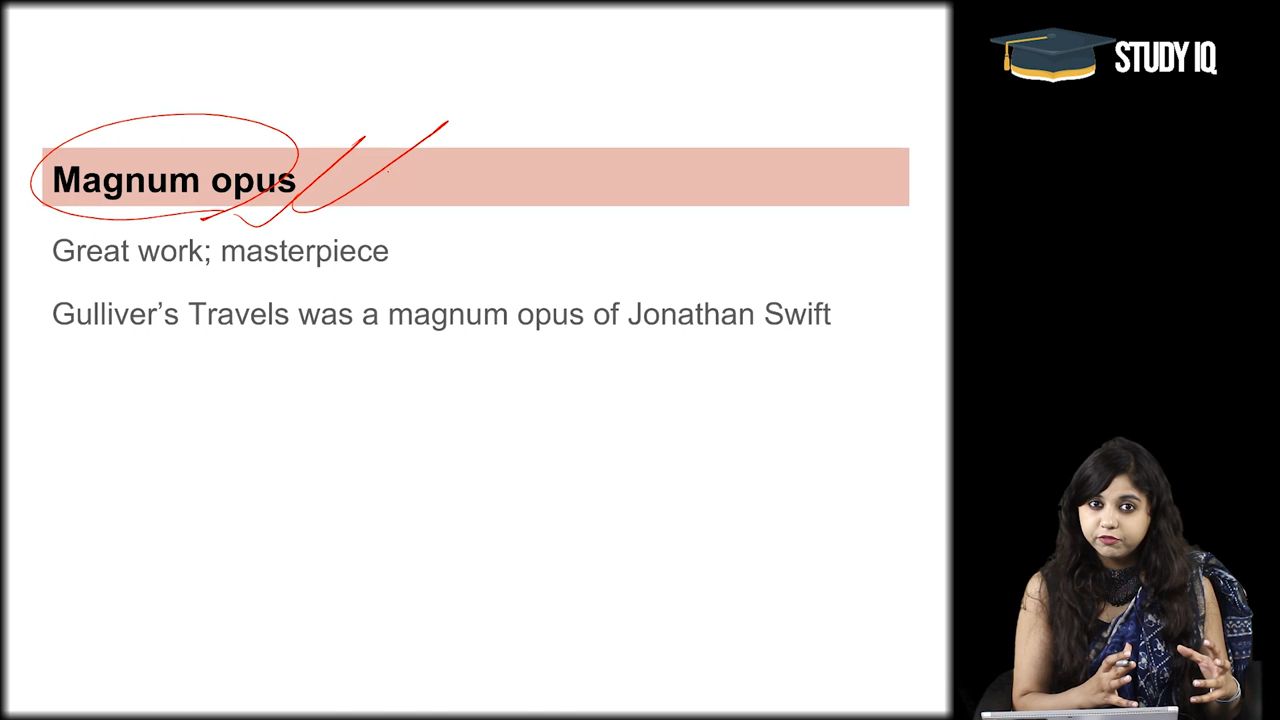 STUDY IQ
Magnum opus
Great work; masterpiece
Gulliver’s Travels was a magnum opus of Jonathan Swift